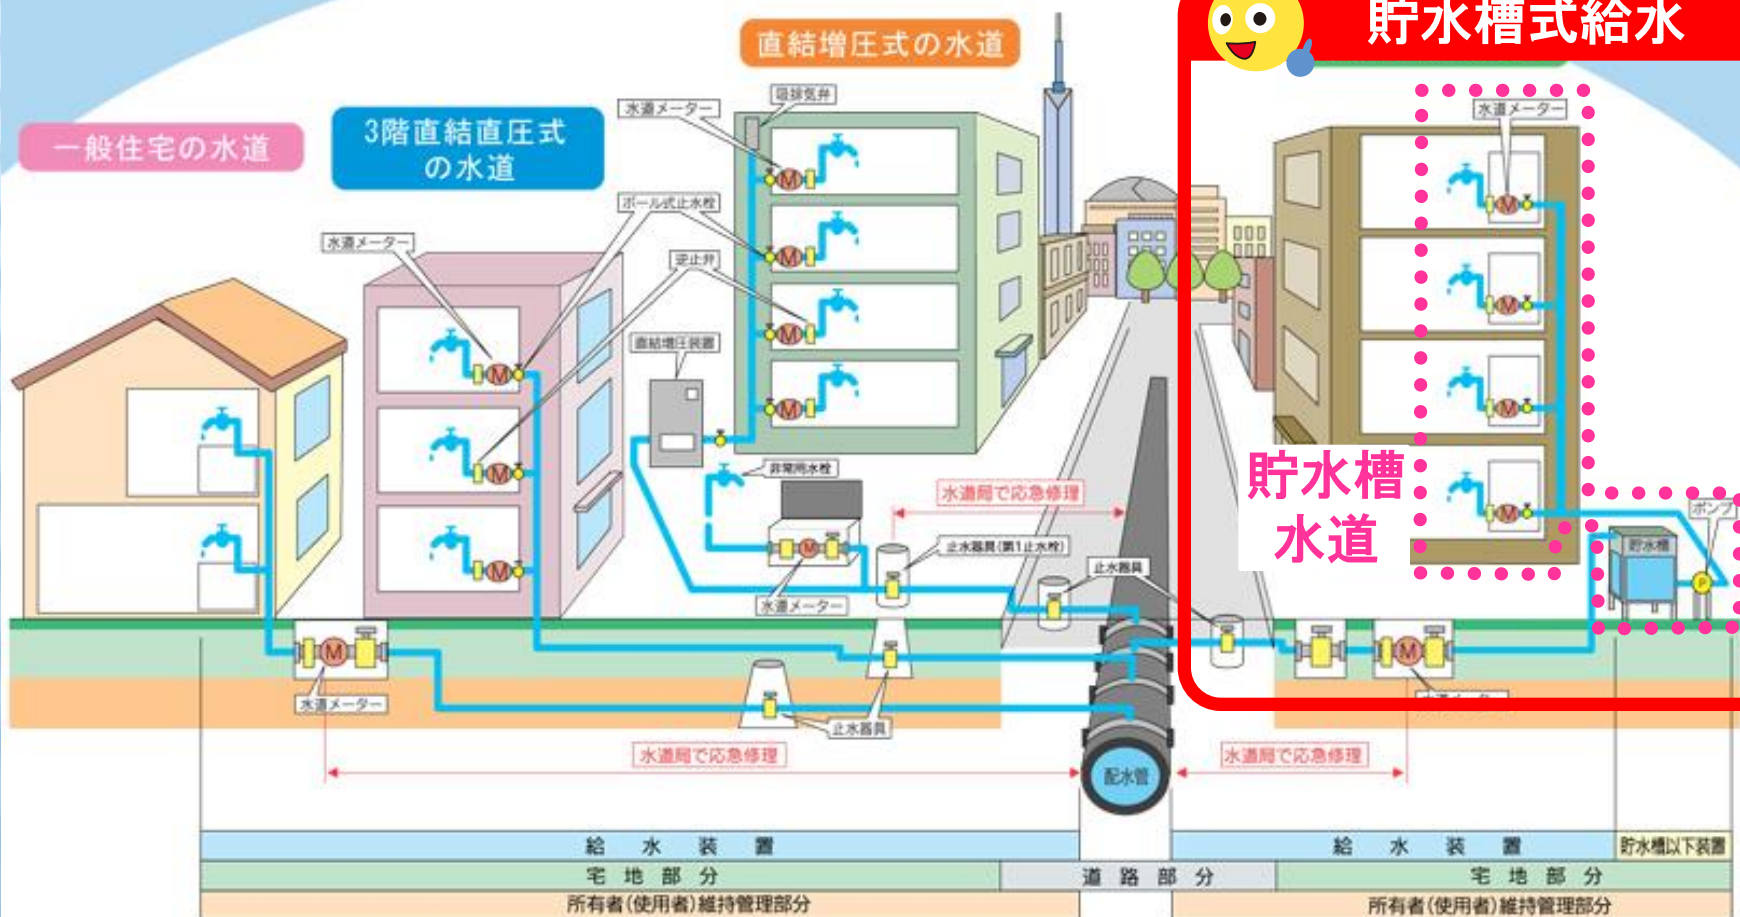 貯水槽式給水
直結増圧式の水道
3階直結直圧式
の水道
一般住宅の水道
吸排気弁
水道メーター
水道メーター
ボール式止水栓
水道メーター
逆止弁
直結増圧装置
M
M
M
M
M
M
M
M
M
M
M
非常用水栓
水道局で応急修理
貯水槽
水道
ポンプ
貯水槽
P
止水器具(第1止水栓)
止水器具
M
水道メーター
M
M
水道メーター
止水器具
水道局で応急修理
水道局で応急修理
配水管
給水装置
給水装置
貯水槽以下装置
宅地部分
道路部分
宅地部分
所有者(使用者)維持管理部分
所有者(使用者)維持管理部分